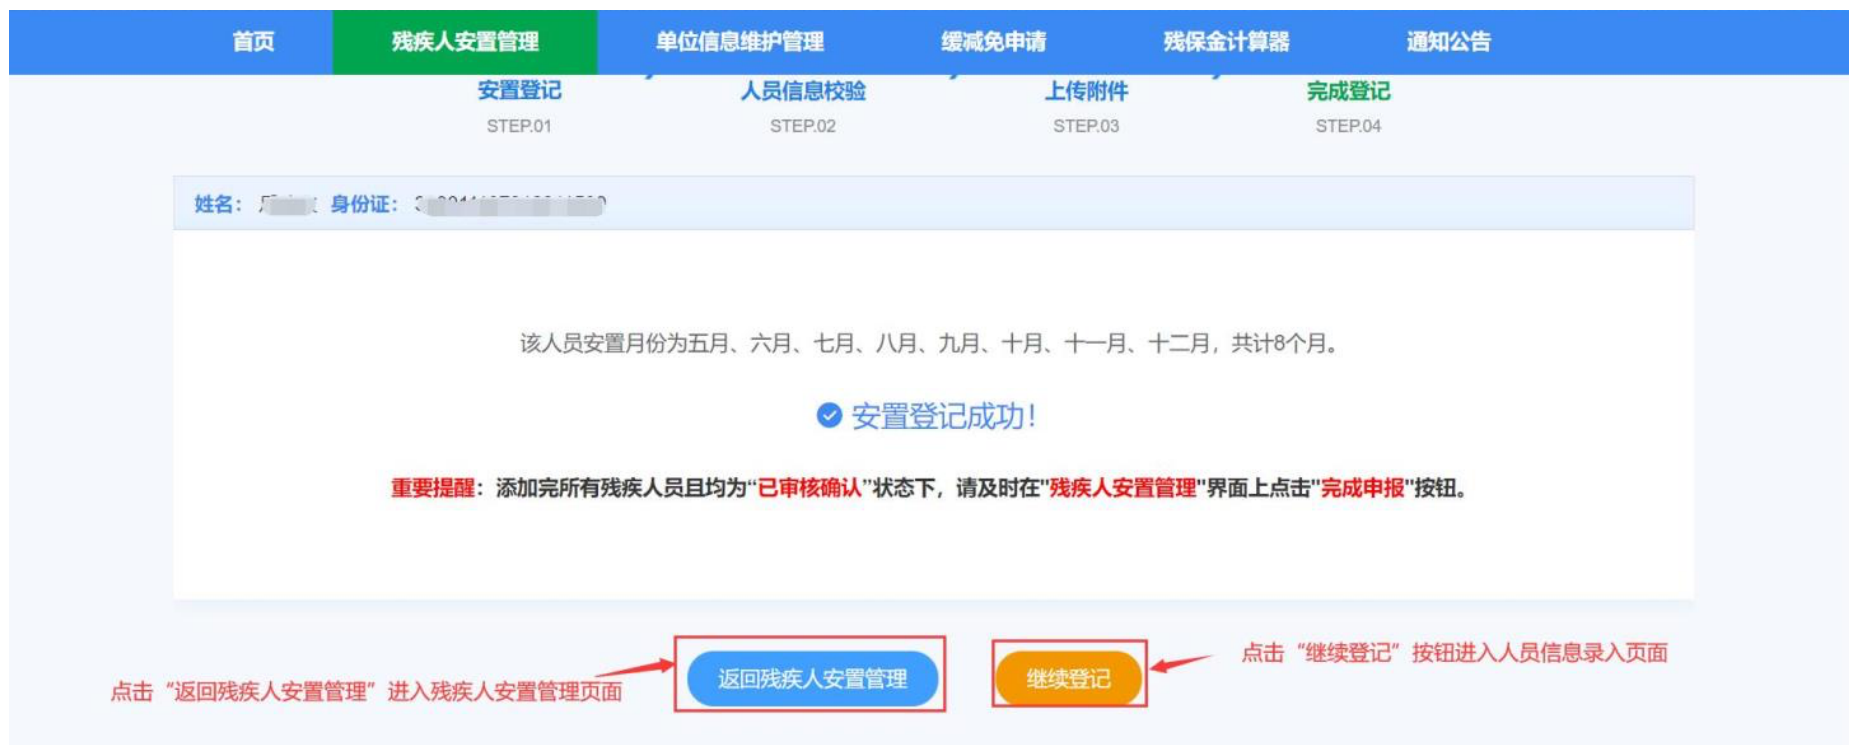 首页 残疾人安置管理 单位信息维护管理 缓减免申请 残保金计算器 通知公告
安置登记 人员信息校验 上传附件 完成登记
STEP.01 STEP.02 STEP.03 STEP.04
姓名： 身份证：
该人员安置月份为五月、六月、七月、八月、九月、十月、十一月、十二月，共计8个月。
安置登记成功！
重要提醒：添加完所有残疾人员且均为“已审核确认”状态下，请及时在"残疾人安置管理"界面上点击"完成申报"按钮。
点击“继续登记”按钮进入人员信息录入页面
返回残疾人安置管理 继续登记
点击“返回残疾人安置管理”进入残疾人安置管理页面